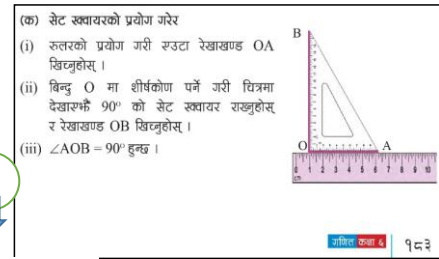 (क) सेट स्क्वायरको प्रयोग गरेर
(i) रुलरको प्रयोग गरी एउटा रेखाखण्ड OA
खिच्नुहोस् ।
(ii) बिन्दु O मा शीर्षकोण पर्ने गरी चित्रमा
देखाएझैँ 90° को सेट स्क्वायर राख्नुहोस्
र रेखाखण्ड OB खिच्नुहोस् ।
(iii) ∠AOB = 90° हुन्छ ।
B
O A
0 1 2 3 4 5 6 7 8 9 10
गणित कक्षा ६ १८३